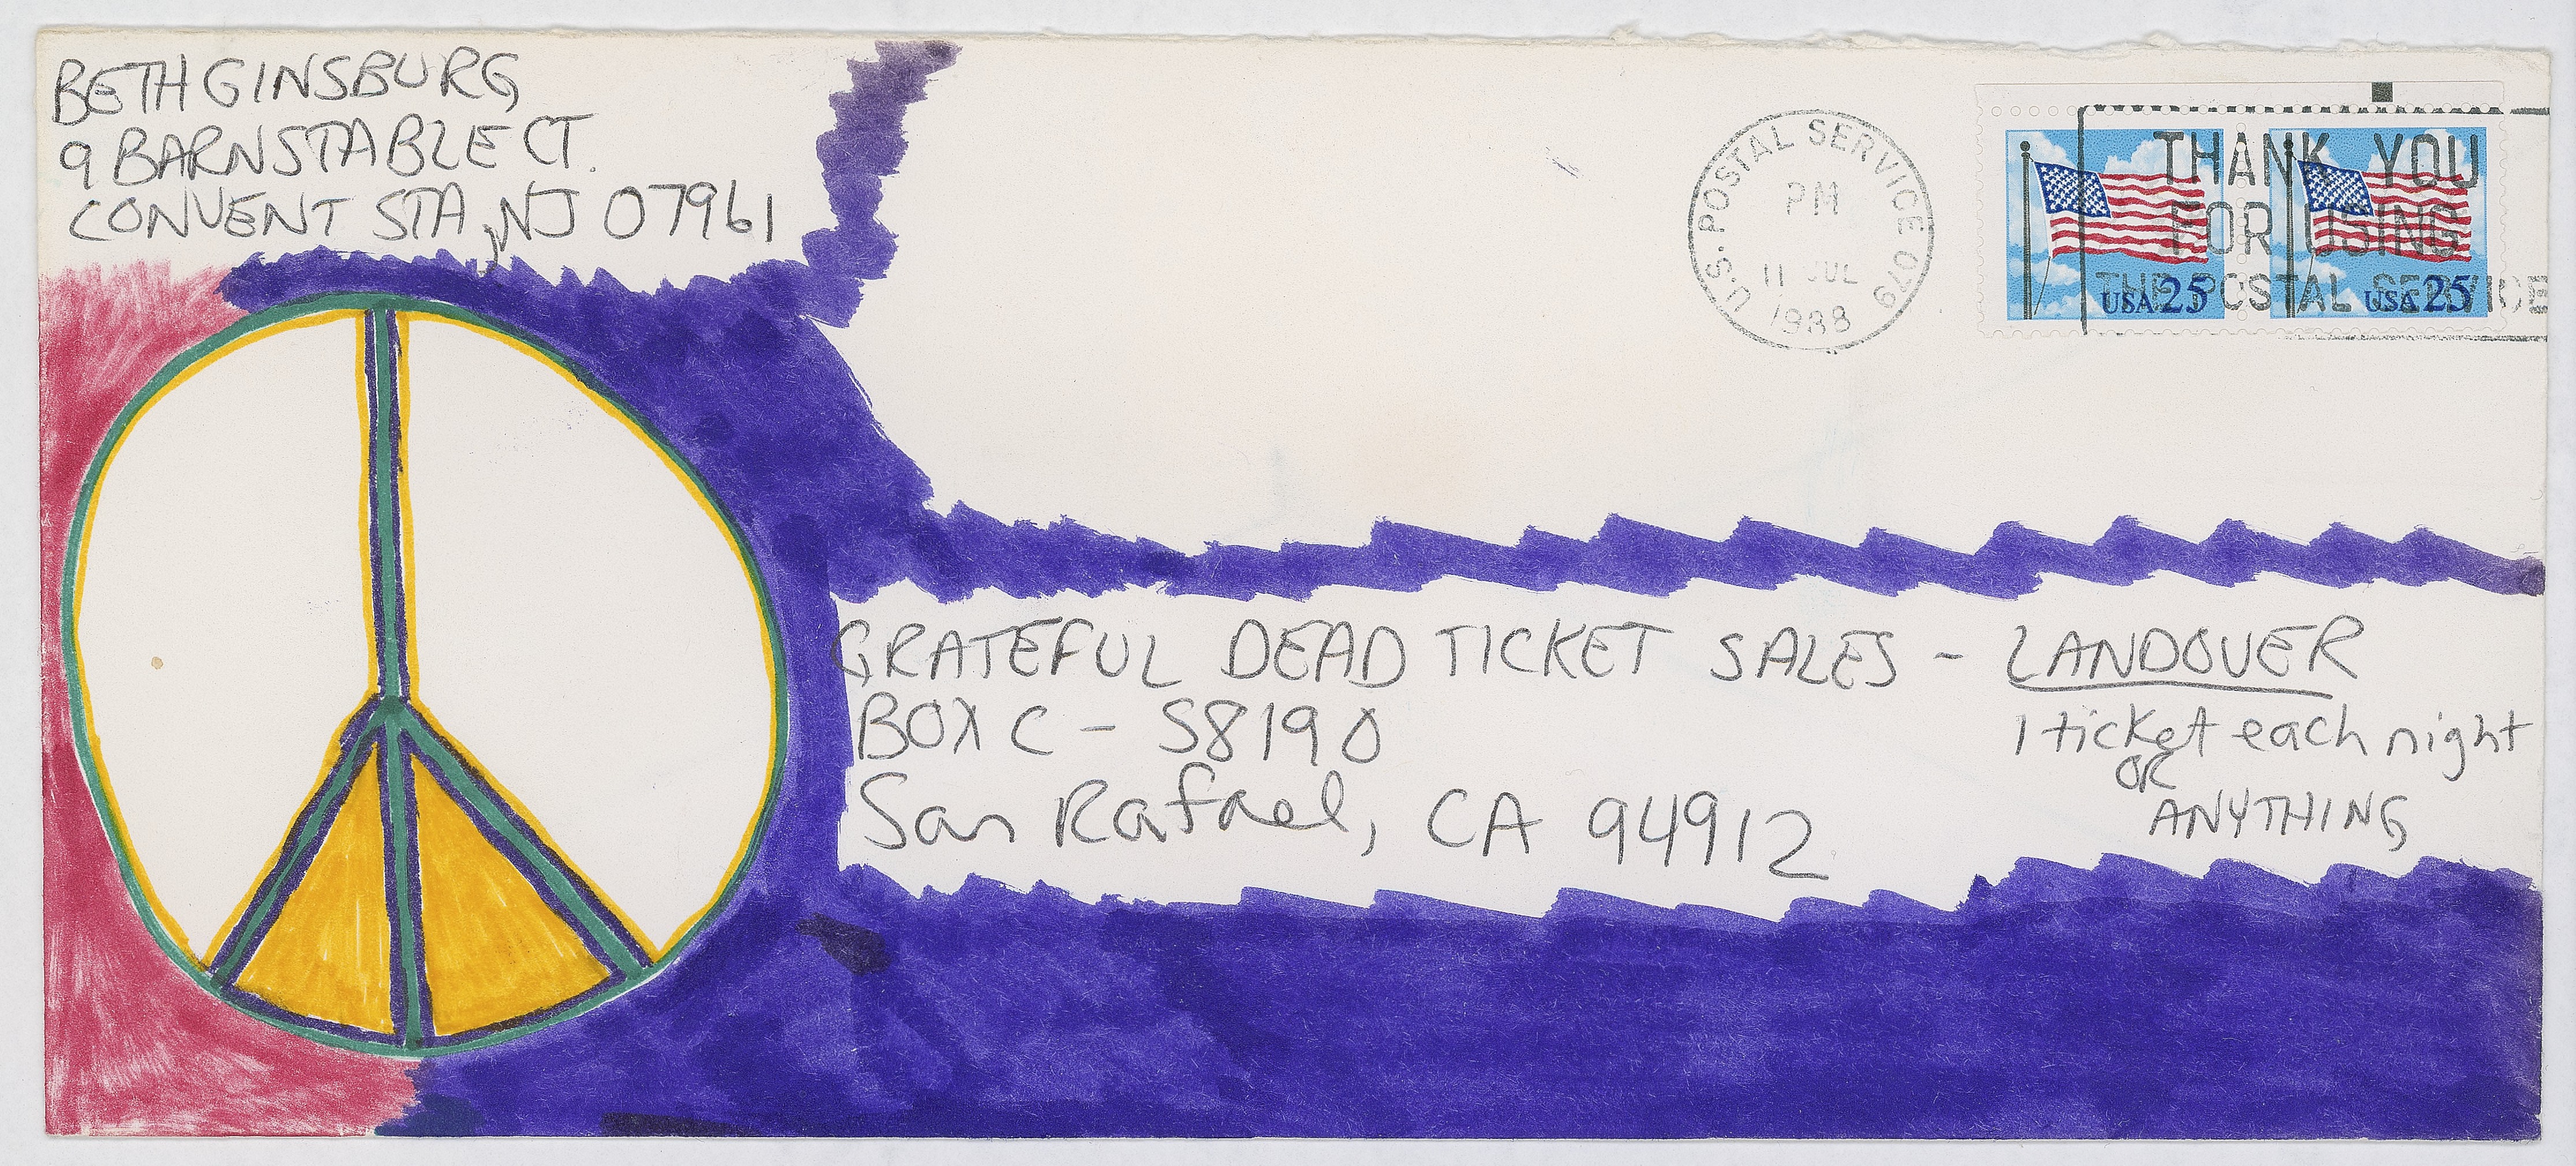 BETH GINSBURG
9 BARNSTABLE CT.
CONVENT STA, NJ 07961
U.S. POSTAL SERVICE 079
PM
11 JUL
1988
THANK YOU
FOR USING
THE POSTAL SERVICE
USA 25
USA 25
GRATEFUL DEAD TICKET SALES - LANDOVER
BOX C - S8190
San Rafael, CA 94912
1 ticket each night
OR
ANYTHING